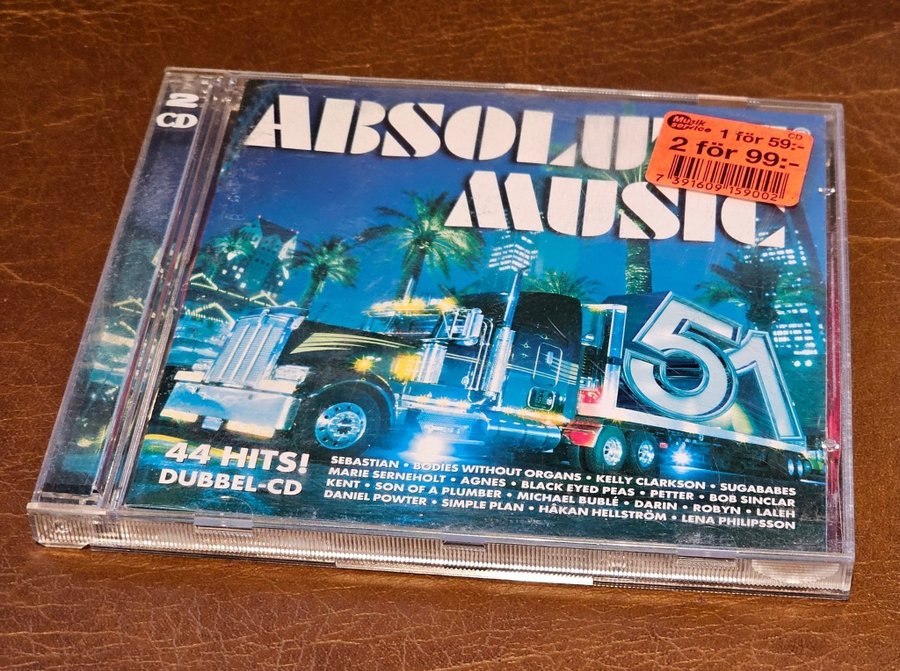 2
CD
ABSOLUT
MUSIC
Musik
service
CD
1 för 59:-
2 för 99:-
7 391609 159002
51
44 HITS!
DUBBEL-CD
SEBASTIAN • BODIES WITHOUT ORGANS • KELLY CLARKSON • SUGABABES
MARIE SERNEHOLT • AGNES • BLACK EYED PEAS • PETTER • BOB SINCLAR
KENT • SON OF A PLUMBER • MICHAEL BUBLÉ • DARIN • ROBYN • LALEH
DANIEL POWTER • SIMPLE PLAN • HÅKAN HELLSTRÖM • LENA PHILIPSSON